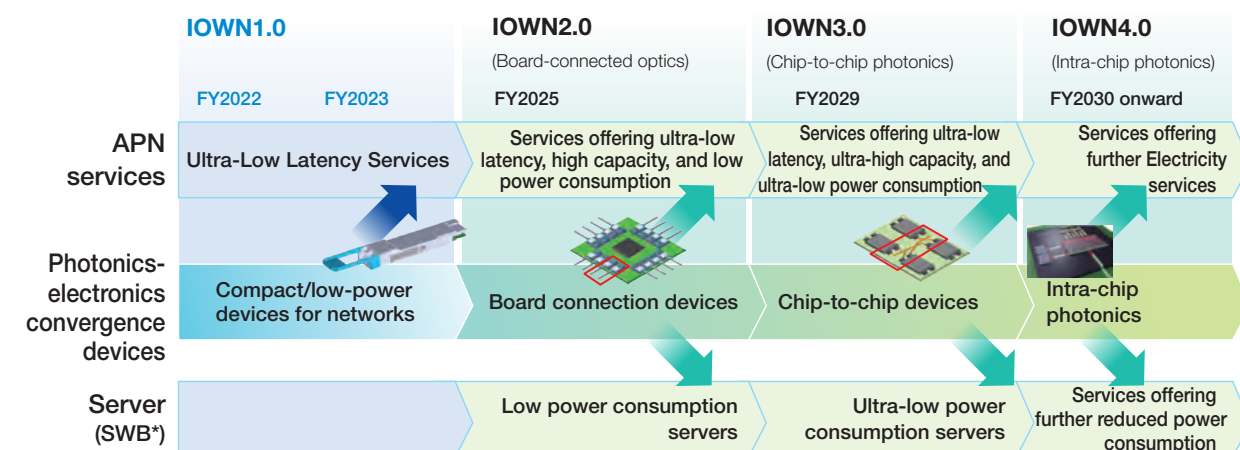 IOWN1.0
FY2022
FY2023
IOWN2.0
(Board-connected optics)
FY2025
IOWN3.0
(Chip-to-chip photonics)
FY2029
IOWN4.0
(Intra-chip photonics)
FY2030 onward
APN
services
Ultra-Low Latency Services
Services offering ultra-low
latency, high capacity, and low
power consumption
Services offering ultra-low
latency, ultra-high capacity, and
ultra-low power consumption
Services offering
further Electricity
services
Photonics-
electronics
convergence
devices
Compact/low-power
devices for networks
Board connection devices
Chip-to-chip devices
Intra-chip
photonics
Server
(SWB*)
Low power consumption
servers
Ultra-low power
consumption servers
Services offering
further reduced power
consumption